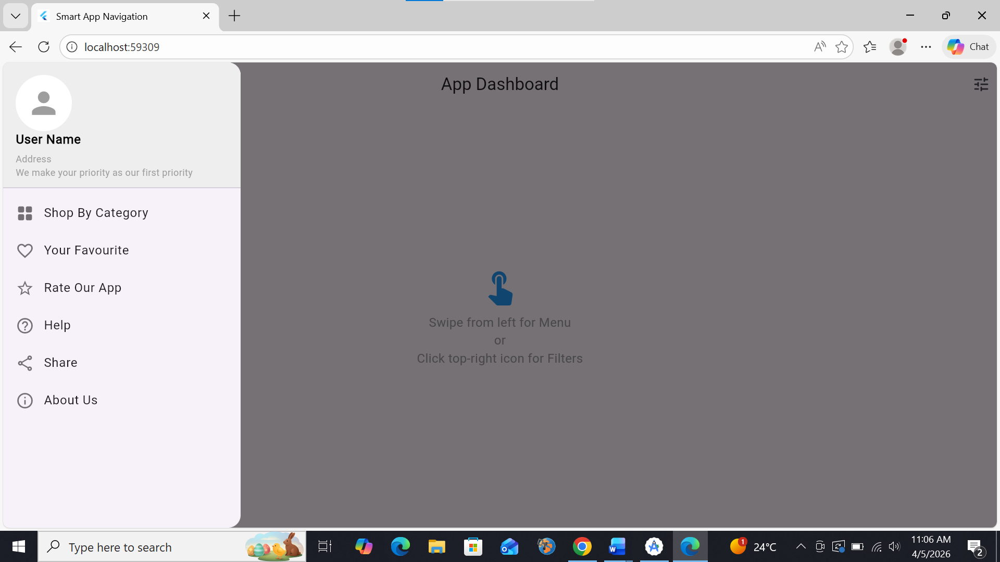 Smart App Navigation
localhost:59309
Chat
User Name
Address
We make your priority as our first priority
Shop By Category
Your Favourite
Rate Our App
Help
Share
About Us
App Dashboard
Swipe from left for Menu
or
Click top-right icon for Filters
Type here to search
1
24°C
11:06 AM
4/5/2026
2